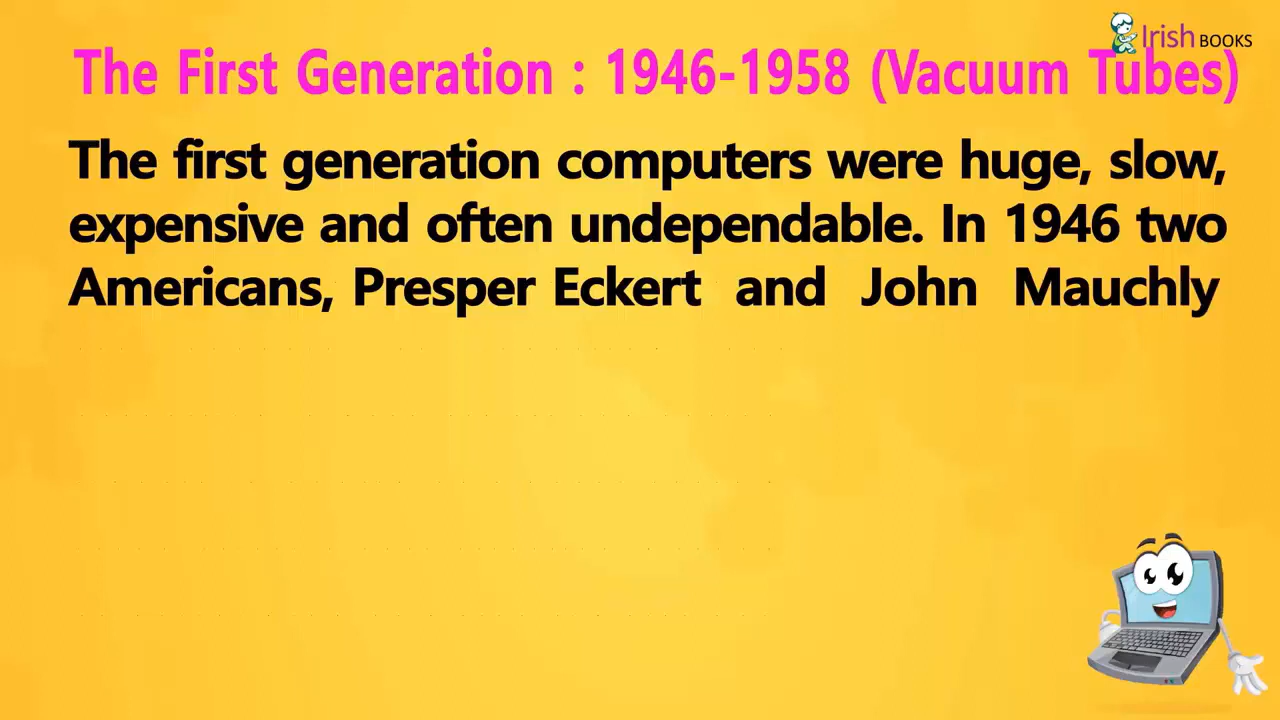 Irish BOOKS
The First Generation : 1946-1958 (Vacuum Tubes)
The first generation computers were huge, slow,
expensive and often undependable. In 1946 two
Americans, Presper Eckert and John Mauchly